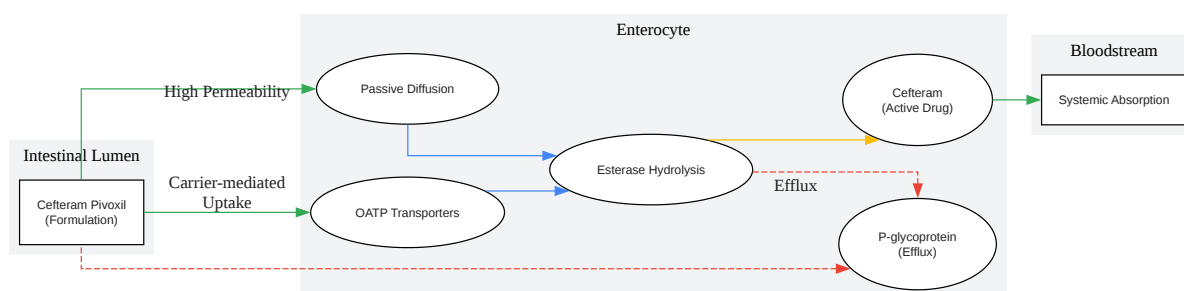 Enterocyte
Bloodstream
Intestinal Lumen
High Permeability
Passive Diffusion
Cefteram
(Active Drug)
Systemic Absorption
Cefteram Pivoxil
(Formulation)
Carrier-mediated
Uptake
OATP Transporters
Esterase Hydrolysis
Efflux
P-glycoprotein
(Efflux)